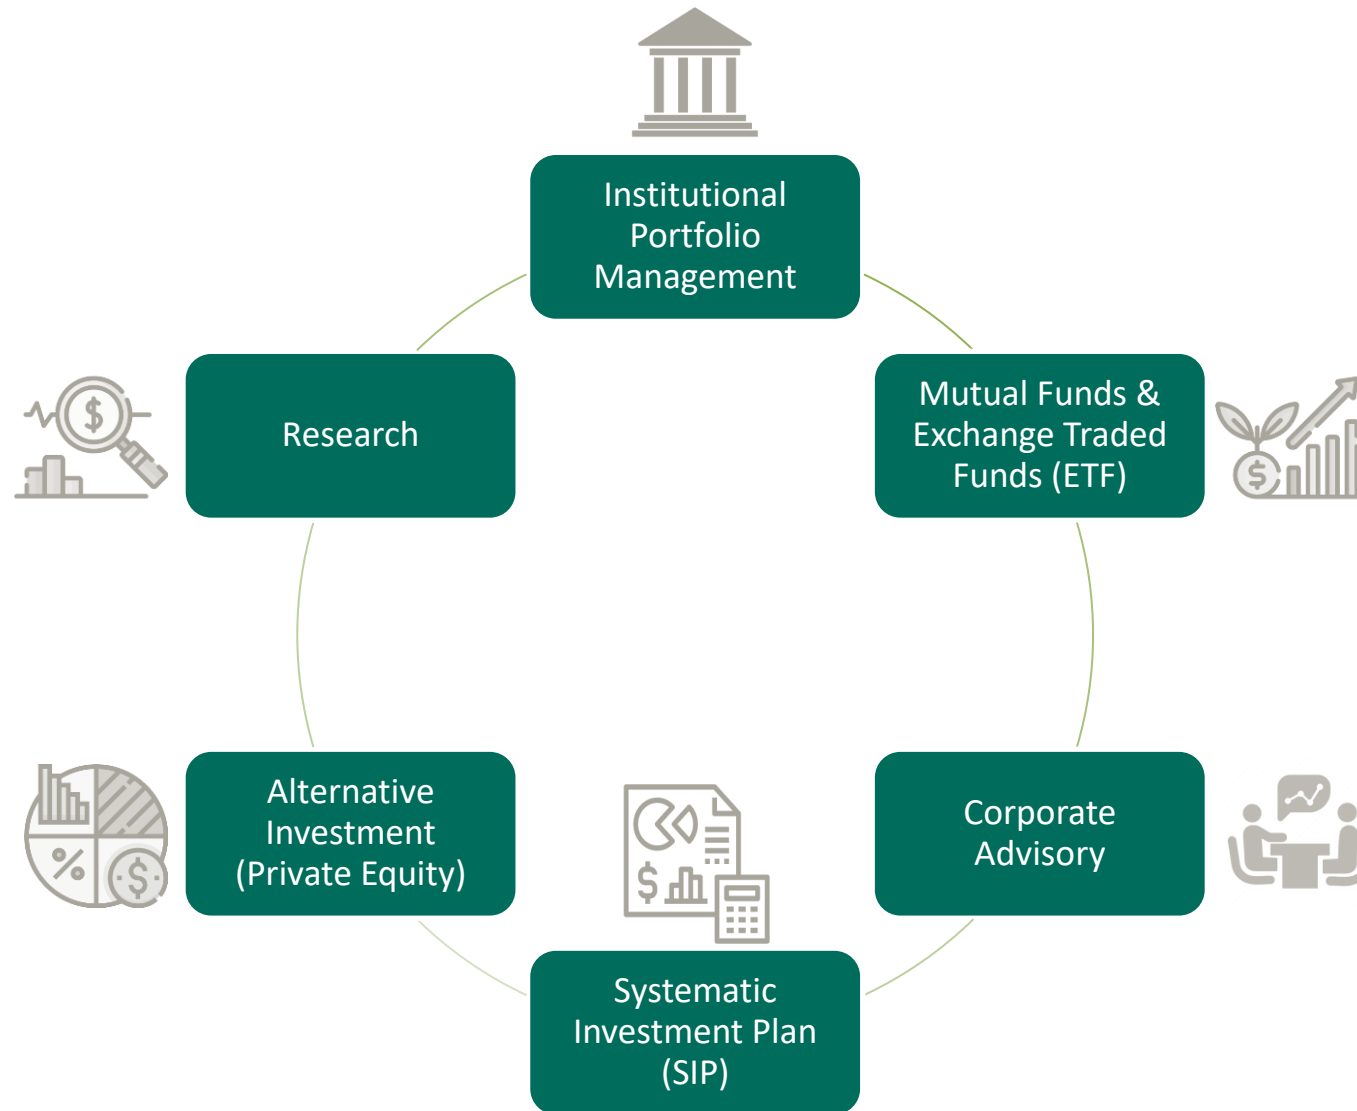 Institutional
Portfolio
Management
Mutual Funds &
Exchange Traded
Funds (ETF)
Corporate
Advisory
Systematic
Investment Plan
(SIP)
Alternative
Investment
(Private Equity)
Research
$
$
$
%
$